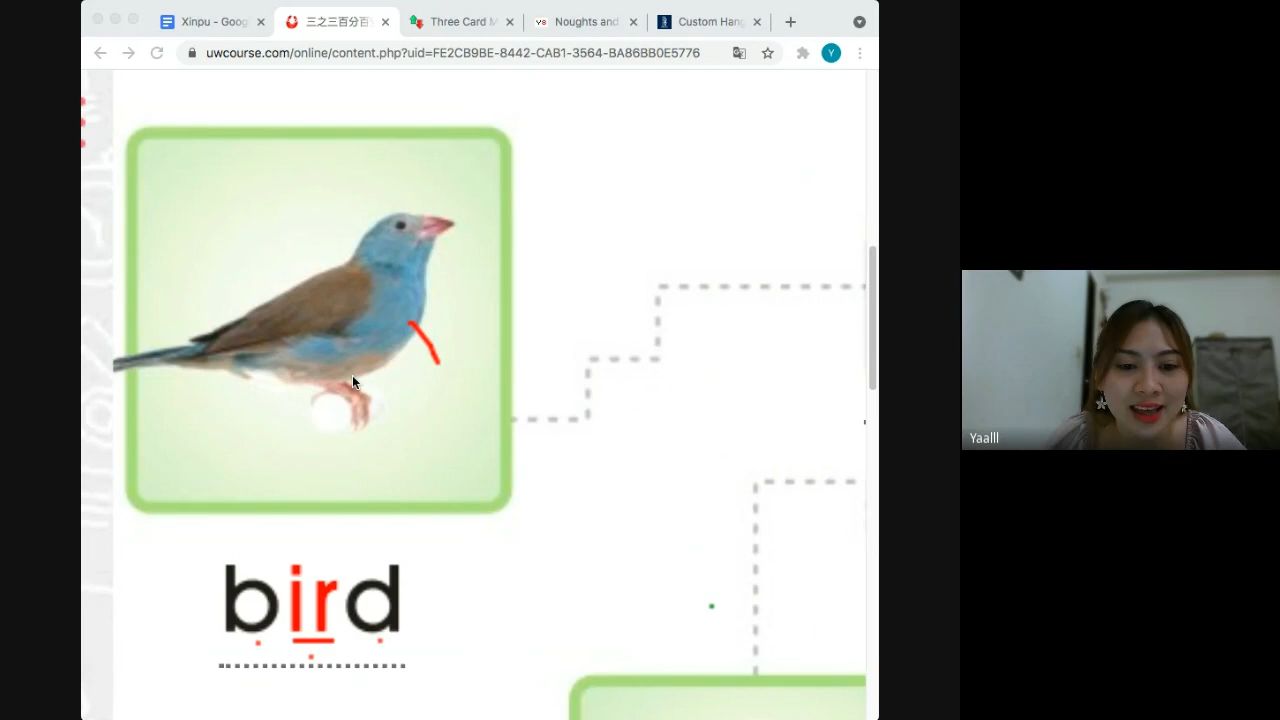 Xinpu - Goog
三之三百分百
Three Card M
Noughts and
Custom Hang
uwcourse.com/online/content.php?uid=FE2CB9BE-8442-CAB1-3564-BA86BB0E5776
Y
Yaalll
bird